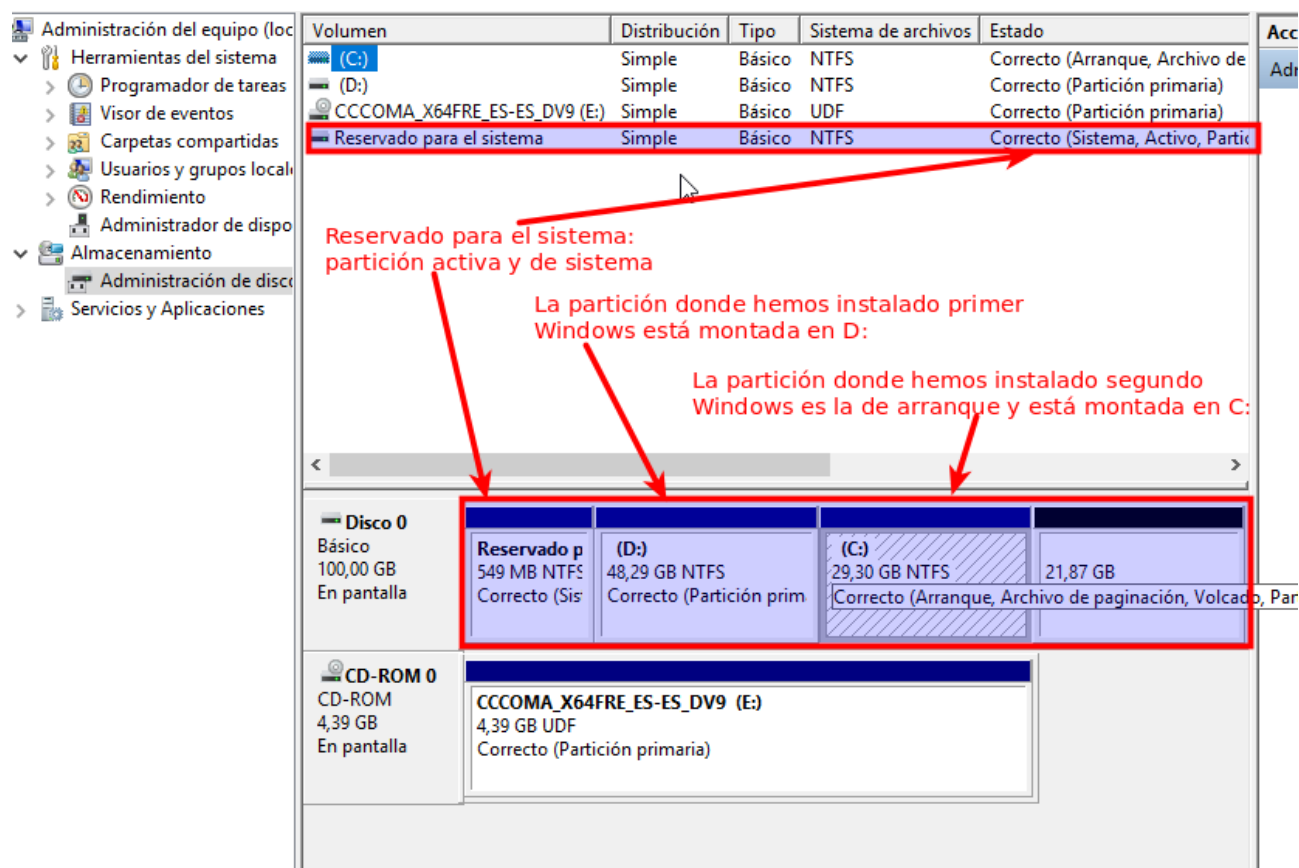 Administración del equipo (loc
Herramientas del sistema
Programador de tareas
Visor de eventos
Carpetas compartidas
Usuarios y grupos local
Rendimiento
Administrador de dispo
Almacenamiento
Administración de disc
Servicios y Aplicaciones
Volumen Distribución Tipo Sistema de archivos Estado
(C:) Simple Básico NTFS Correcto (Arranque, Archivo de
(D:) Simple Básico NTFS Correcto (Partición primaria)
CCCOMA_X64FRE_ES-ES_DV9 (E:) Simple Básico UDF Correcto (Partición primaria)
Reservado para el sistema Simple Básico NTFS Correcto (Sistema, Activo, Partic
Acc
Adr
Reservado para el sistema:
partición activa y de sistema
La partición donde hemos instalado primer
Windows está montada en D:
La partición donde hemos instalado segundo
Windows es la de arranque y está montada en C:
Disco 0
Básico
100,00 GB
En pantalla
Reservado p
549 MB NTFS
Correcto (Sis
(D:)
48,29 GB NTFS
Correcto (Partición prim
(C:)
29,30 GB NTFS
Correcto (Arranque, Archivo de paginación, Volcado, Par
21,87 GB
CD-ROM 0
CD-ROM
4,39 GB
En pantalla
CCCOMA_X64FRE_ES-ES_DV9 (E:)
4,39 GB UDF
Correcto (Partición primaria)